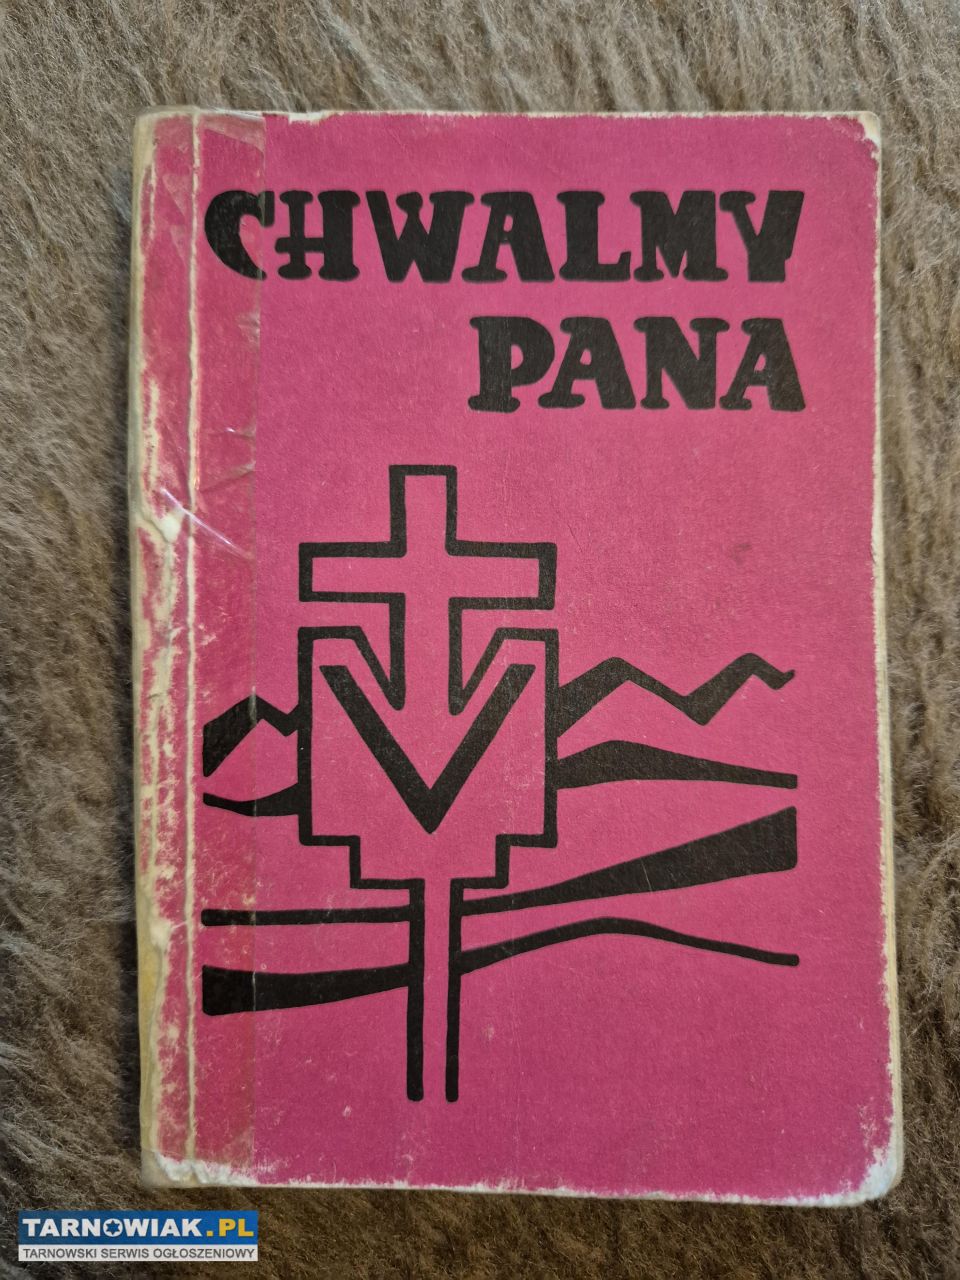 CHWALMY
PANA
TARNOWIAK.PL
TARNOWSKI SERWIS OGŁOSZENIOWY